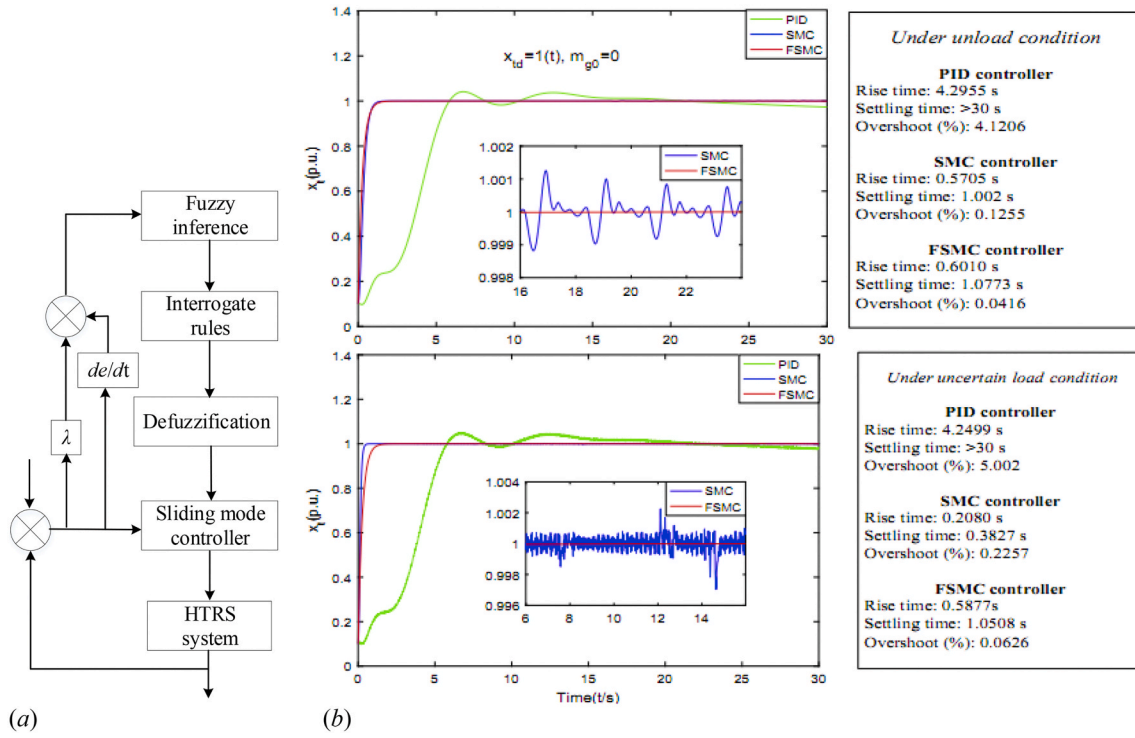 Fuzzy
inference
Interrogate
rules
de/dt
Defuzzification
λ
Sliding mode
controller
HTRS
system
(a)
1.4
1.2
1
0.8
0.6
0.4
0.2
0
x_t(p.u.)
x_td=1(t), m_g0=0
PID
SMC
FSMC
1.002
1.001
1
0.999
0.998
SMC
FSMC
16 18 20 22
0 5 10 15 20 25 30
1.4
1.2
1
0.8
0.6
0.4
0.2
0
x_t(p.u.)
PID
SMC
FSMC
1.004
1.002
1
0.998
0.996
SMC
FSMC
6 8 10 12 14
0 5 10 15 20 25 30
Time(t/s)
(b)
Under unload condition
PID controller
Rise time: 4.2955 s
Settling time: >30 s
Overshoot (%): 4.1206
SMC controller
Rise time: 0.5705 s
Settling time: 1.002 s
Overshoot (%): 0.1255
FSMC controller
Rise time: 0.6010 s
Settling time: 1.0773 s
Overshoot (%): 0.0416
Under uncertain load condition
PID controller
Rise time: 4.2499 s
Settling time: >30 s
Overshoot (%): 5.002
SMC controller
Rise time: 0.2080 s
Settling time: 0.3827 s
Overshoot (%): 0.2257
FSMC controller
Rise time: 0.5877s
Settling time: 1.0508 s
Overshoot (%): 0.0626